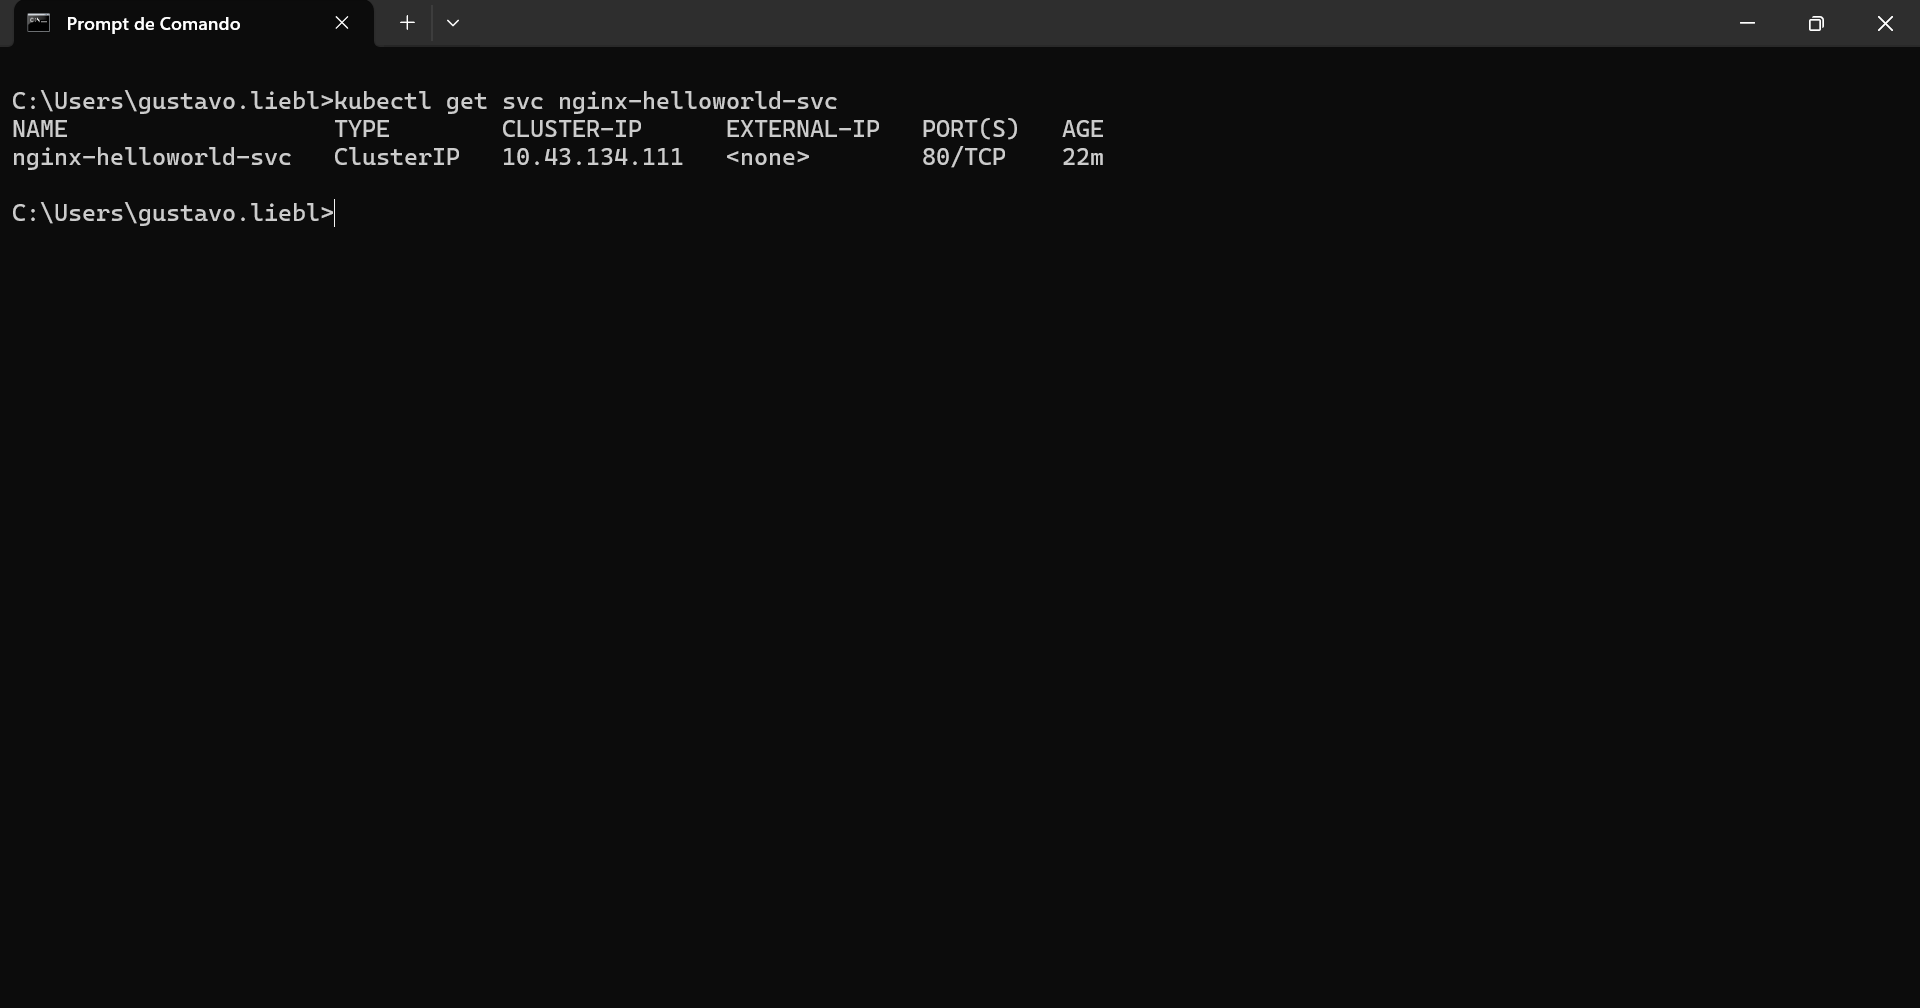 Prompt de Comando
C:\Users\gustavo.liebl>kubectl get svc nginx-helloworld-svc
NAME                   TYPE        CLUSTER-IP      EXTERNAL-IP   PORT(S)   AGE
nginx-helloworld-svc   ClusterIP   10.43.134.111   <none>        80/TCP    22m
C:\Users\gustavo.liebl>